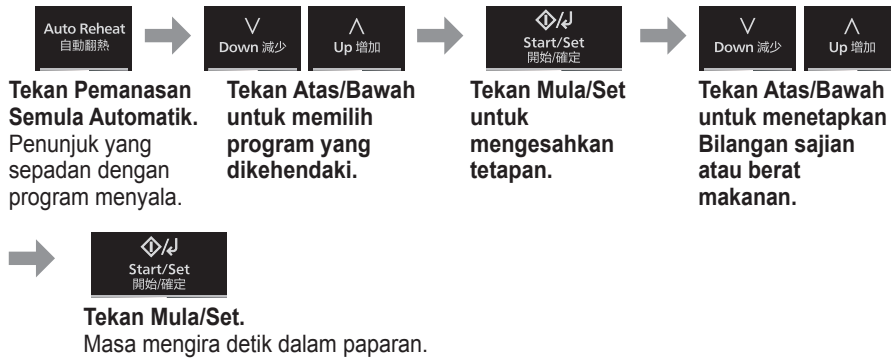 Auto Reheat
自動翻熱
Down 減少
Up 增加
Start/Set
開始/確定
Down 減少
Up 增加
Tekan Pemanasan
Semula Automatik.
Penunjuk yang
sepadan dengan
program menyala.
Tekan Atas/Bawah
untuk memilih
program yang
dikehendaki.
Tekan Mula/Set
untuk
mengesahkan
tetapan.
Tekan Atas/Bawah
untuk menetapkan
Bilangan sajian
atau berat
makanan.
Start/Set
開始/確定
Tekan Mula/Set.
Masa mengira detik dalam paparan.